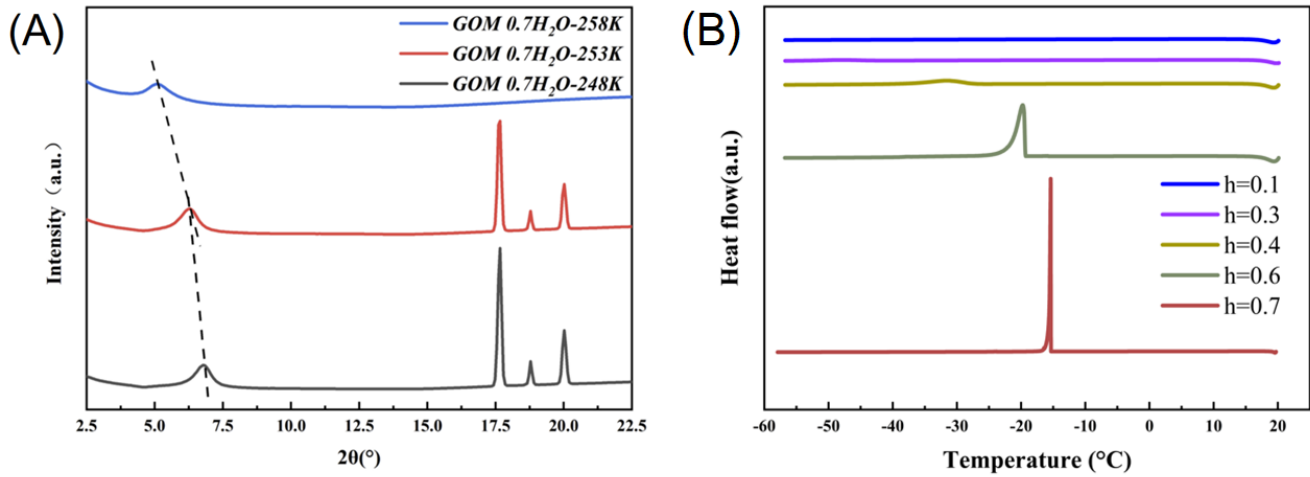 (A)
GOM 0.7H₂O-258K
GOM 0.7H₂O-253K
GOM 0.7H₂O-248K
Intensity (a.u.)
2.5 5.0 7.5 10.0 12.5 15.0 17.5 20.0 22.5
2θ(°)
(B)
Heat flow(a.u.)
h=0.1
h=0.3
h=0.4
h=0.6
h=0.7
-60 -50 -40 -30 -20 -10 0 10 20
Temperature (°C)